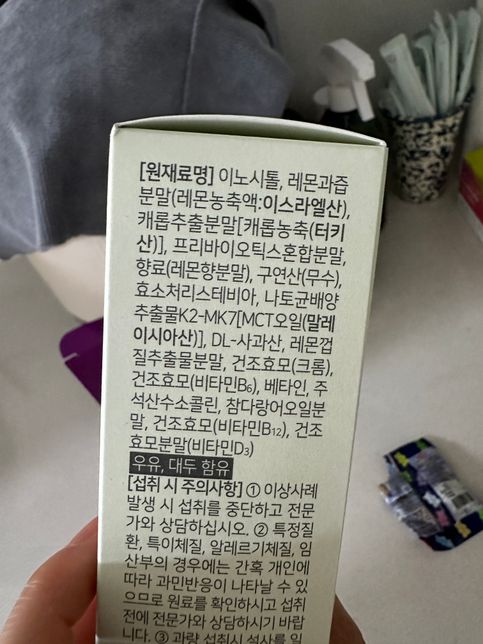 [원재료명] 이노시톨, 레몬과즙
분말(레몬농축액:이스라엘산),
캐롭추출분말[캐롭농축(터키
산)], 프리바이오틱스혼합분말,
향료(레몬향분말), 구연산(무수),
효소처리스테비아, 나토균배양
추출물K2-MK7[MCT오일(말레
이시아산)], DL-사과산, 레몬껍
질추출물분말, 건조효모(크롬),
건조효모(비타민B₆), 베타인, 주
석산수소콜린, 참다랑어오일분
말, 건조효모(비타민B₁₂), 건조
효모분말(비타민D₃)
우유, 대두 함유
[섭취 시 주의사항] ① 이상사례
발생 시 섭취를 중단하고 전문
가와 상담하십시오. ② 특정질
환, 특이체질, 알레르기체질, 임
산부의 경우에는 간혹 개인에
따라 과민반응이 나타날 수 있
으므로 원료를 확인하시고 섭취
전에 전문가와 상담하시기 바랍
니다. ③ 과량 섭취시 설사를 일